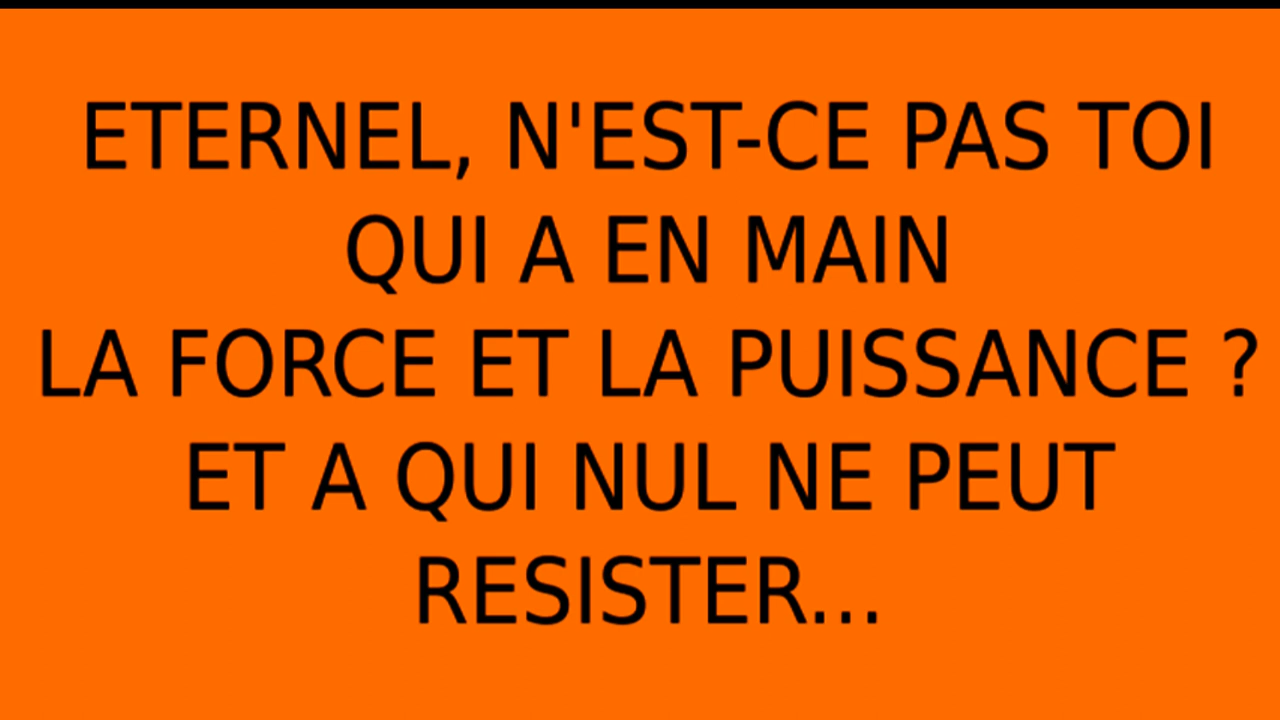 ETERNEL, N'EST-CE PAS TOI
QUI A EN MAIN
LA FORCE ET LA PUISSANCE ?
ET A QUI NUL NE PEUT
RESISTER...